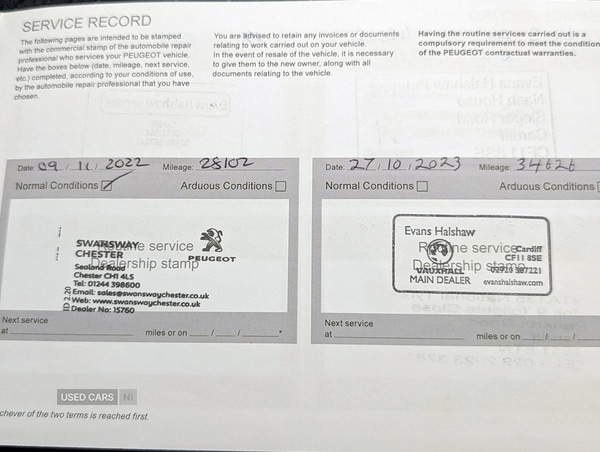 SERVICE RECORD
The following pages are intended to be stamped
with the commercial stamp of the automobile repair
professional who services your PEUGEOT vehicle.
Have the boxes below (date, mileage, next service,
etc.) completed, according to your conditions of use,
by the automobile repair professional that you have
chosen.
You are advised to retain any invoices or documents
relating to work carried out on your vehicle.
In the event of resale of the vehicle, it is necessary
to give them to the new owner, along with all
documents relating to the vehicle.
Having the routine services carried out is a
compulsory requirement to meet the condition
of the PEUGEOT contractual warranties.
Date: 09/11/2022 Mileage: 28102
Normal Conditions Arduous Conditions
Routine service
Dealership stamp
PEUGEOT
SWANSWAY
CHESTER
Sealand Road
Chester CH1 4LS
Tel: 01244 398600
Email: sales@swanswaychester.co.uk
Web: www.swanswaychester.co.uk
Dealer No: 15760
ID 2.20
Next service
at miles or on / / *
Date: 27/10/2023 Mileage: 34626
Normal Conditions Arduous Conditions
Routine service
Dealership stamp
Evans Halshaw
Cardiff
CF11 8SE
VAUXHALL
MAIN DEALER
02920 387221
evanshalshaw.com
Next service
at miles or on / /
USED CARS NI
chever of the two terms is reached first.